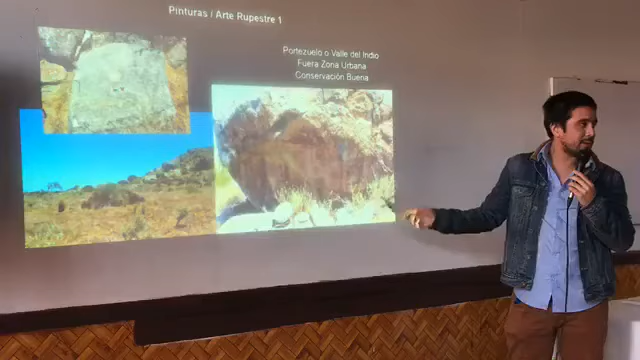 Pinturas / Arte Rupestre 1
Portezuelo o Valle del Indio
Fuera Zona Urbana
Conservación Buena